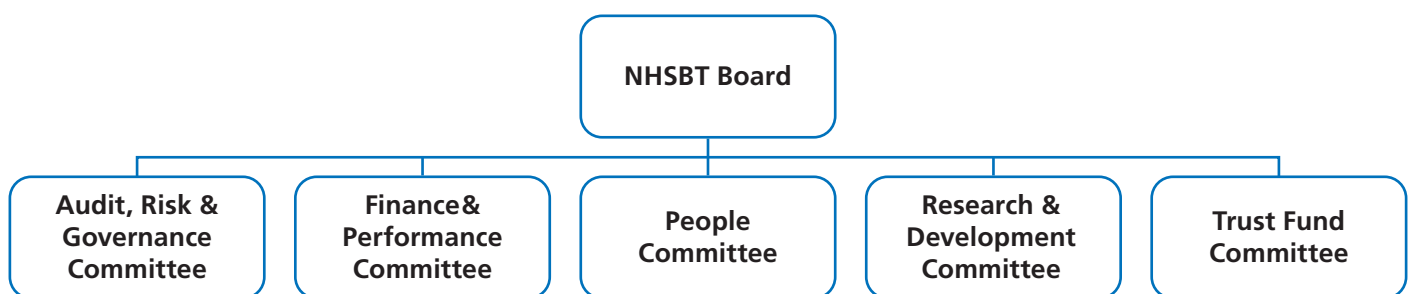 NHSBT Board
Audit, Risk &
Governance
Committee
Finance&
Performance
Committee
People
Committee
Research &
Development
Committee
Trust Fund
Committee